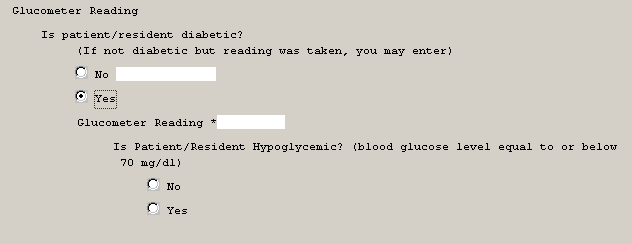 Glucometer Reading
Is patient/resident diabetic?
(If not diabetic but reading was taken, you may enter)
No
Yes
Glucometer Reading *
Is Patient/Resident Hypoglycemic? (blood glucose level equal to or below
70 mg/dl)
No
Yes